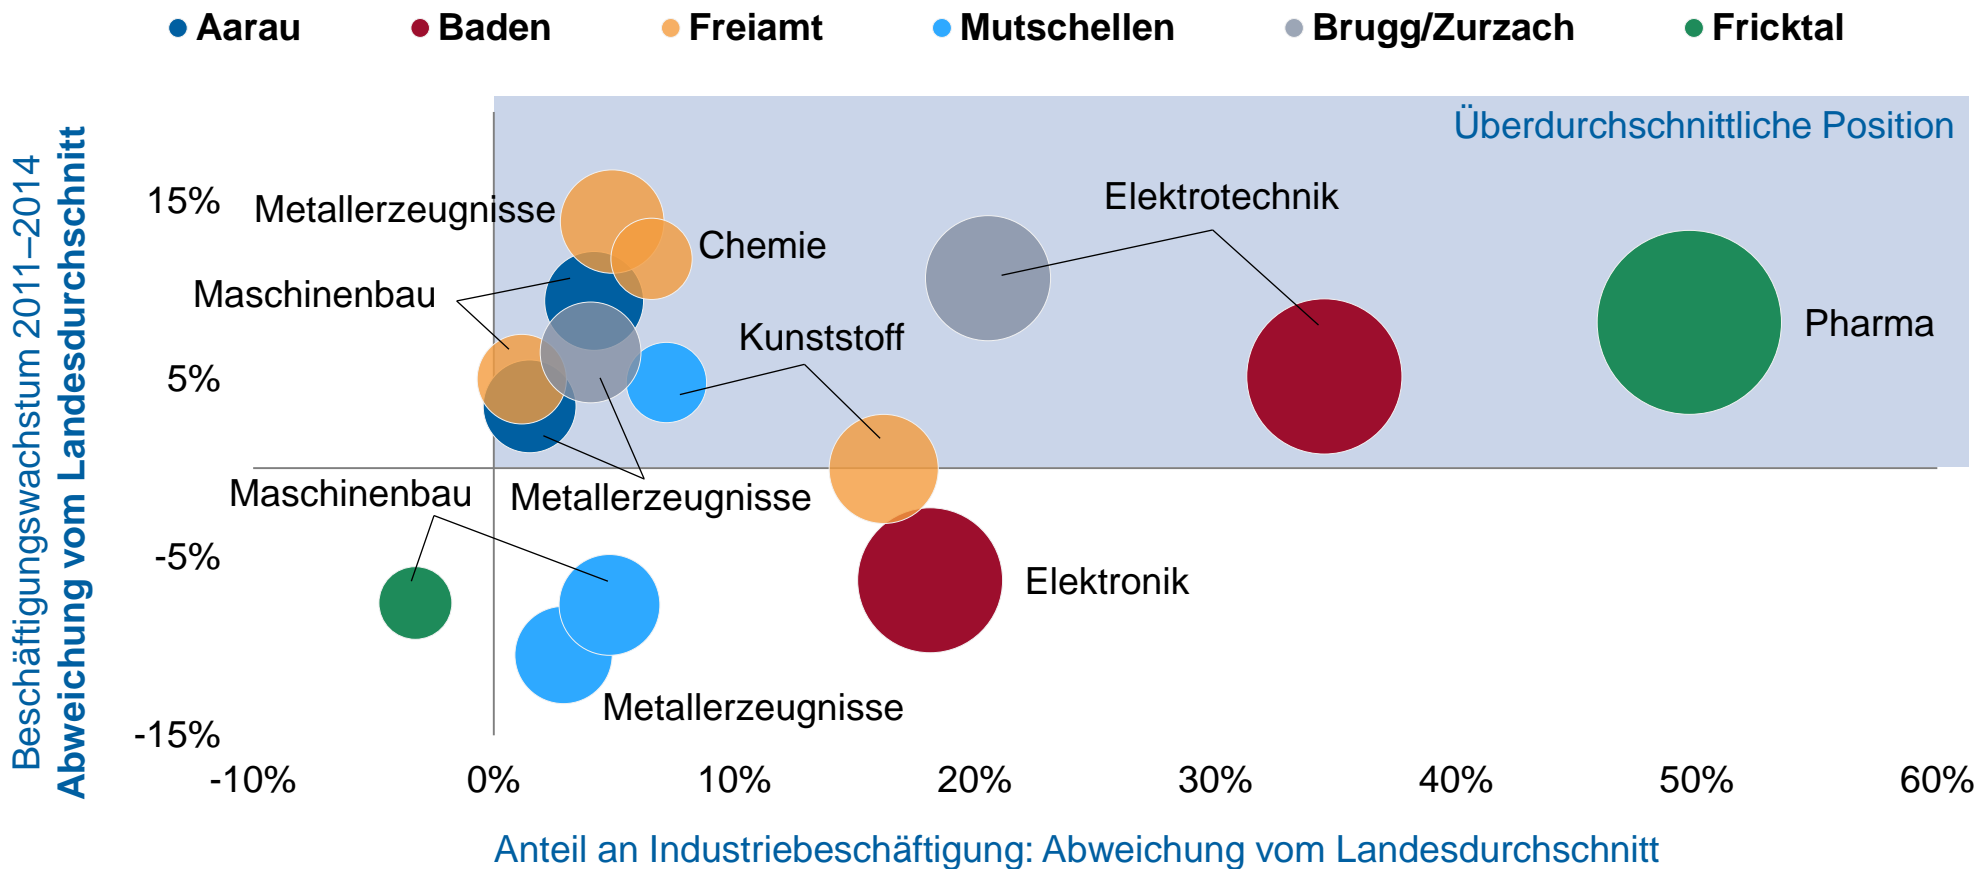 Aarau Baden Freiamt Mutschellen Brugg/Zurzach Fricktal
Überdurchschnittliche Position
Beschäftigungswachstum 2011–2014
Abweichung vom Landesdurchschnitt
15%
5%
-5%
-15%
Metallerzeugnisse
Chemie
Maschinenbau
Kunststoff
Elektrotechnik
Pharma
Maschinenbau
Metallerzeugnisse
Elektronik
Metallerzeugnisse
-10% 0% 10% 20% 30% 40% 50% 60%
Anteil an Industriebeschäftigung: Abweichung vom Landesdurchschnitt